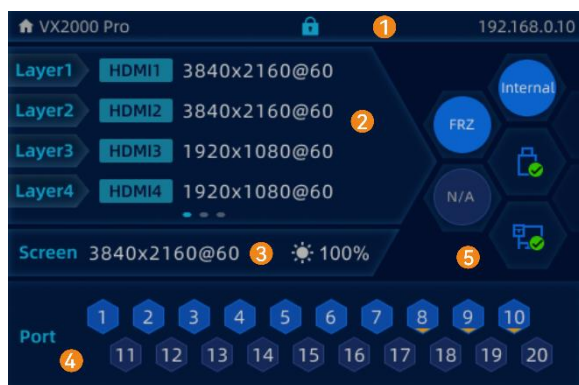 VX2000 Pro 1 192.168.0.10
Layer1 HDMI1 3840x2160@60
Layer2 HDMI2 3840x2160@60
2
Layer3 HDMI3 1920x1080@60
Layer4 HDMI4 1920x1080@60
Internal
FRZ
N/A
5
Screen 3840x2160@60 3 100%
Port
4
1 2 3 4 5 6 7 8 9 10
11 12 13 14 15 16 17 18 19 20